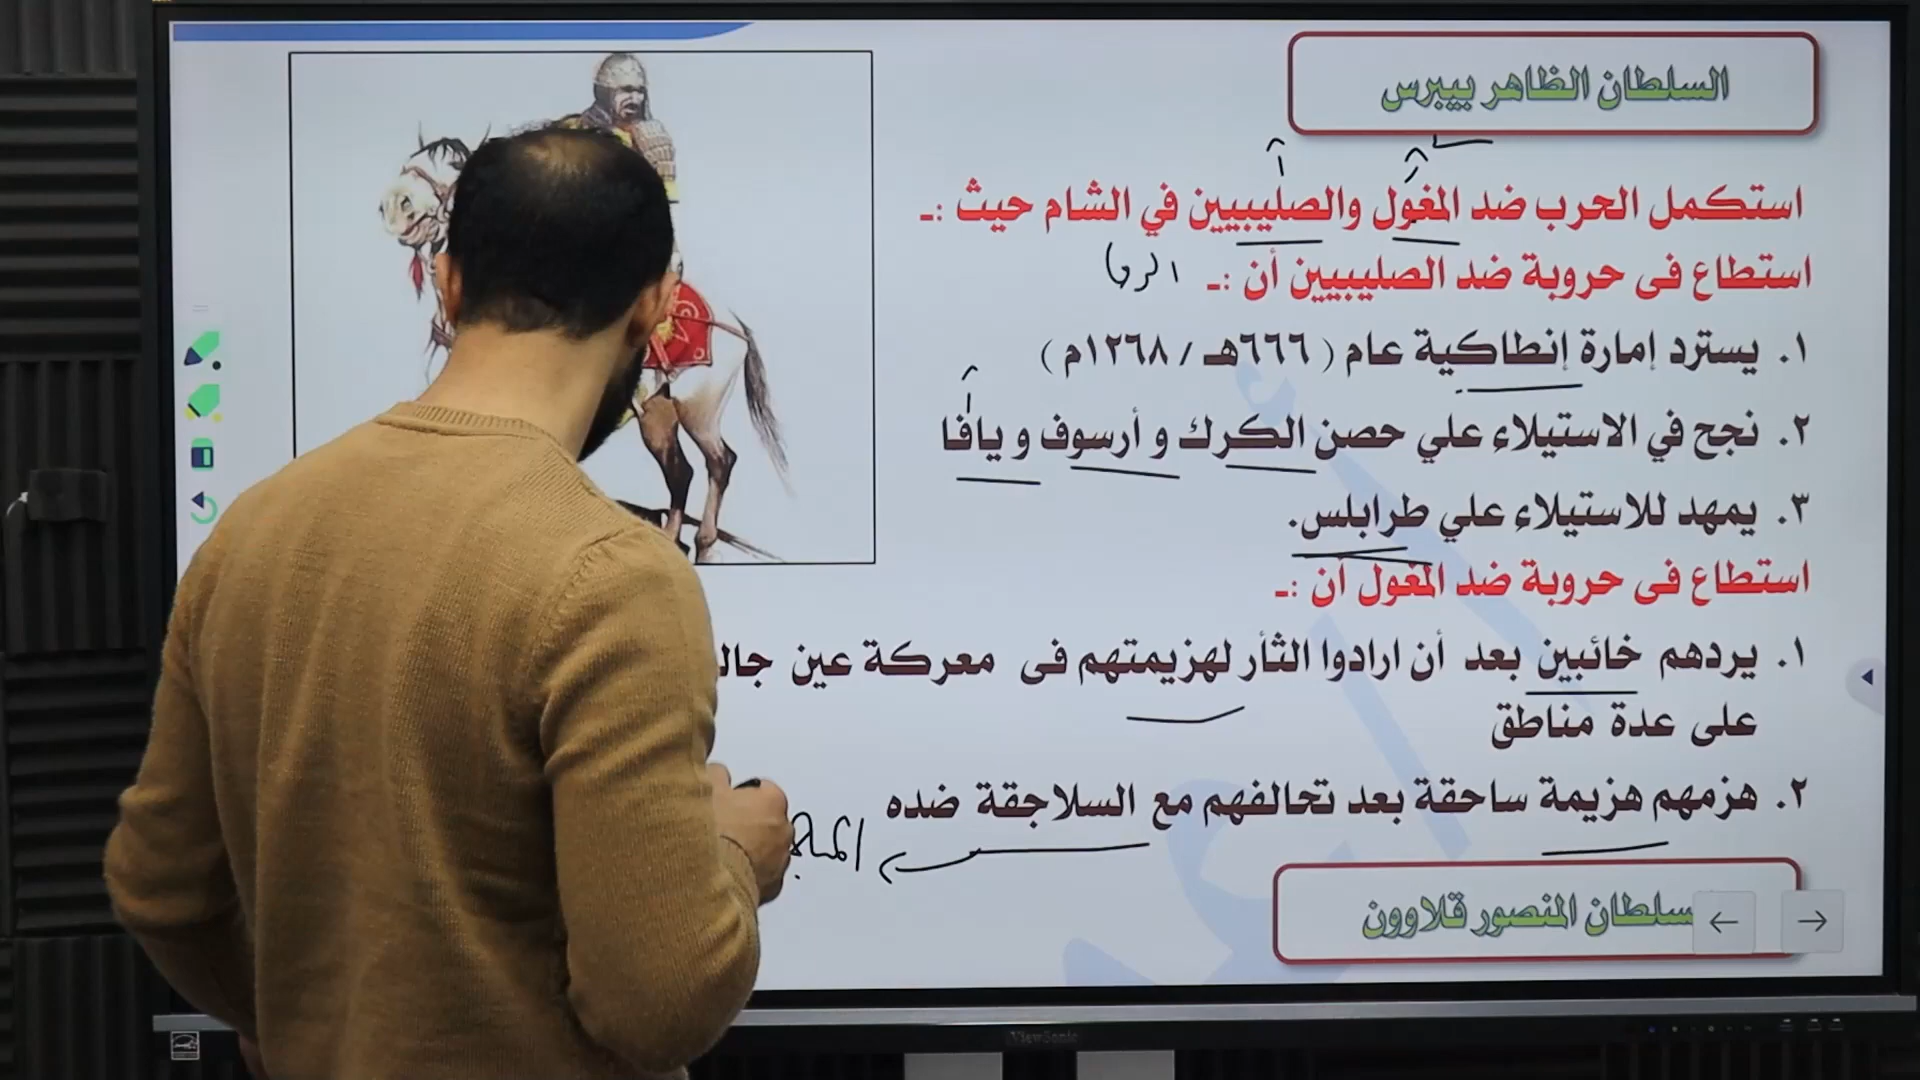 السلطان الظاهر بيبرس
استكمل الحرب ضد المغول والصليبيين في الشام حيث :ـ
استطاع فى حروبة ضد الصليبيين أن :ـ
١. يسترد إمارة إنطاكية عام ( ٦٦٦هـ / ١٢٦٨م )
٢. نجح في الاستيلاء علي حصن الكرك و أرسوف و يافا
٣. يمهد للاستيلاء علي طرابلس.
استطاع فى حروبة ضد المغول أن :ـ
١. يردهم خائبين بعد أن ارادوا الثأر لهزيمتهم فى معركة عين
على عدة مناطق
٢. هزمهم هزيمة ساحقة بعد تحالفهم مع السلاجقة ضده
المنصور قلاوون
ViewSonic